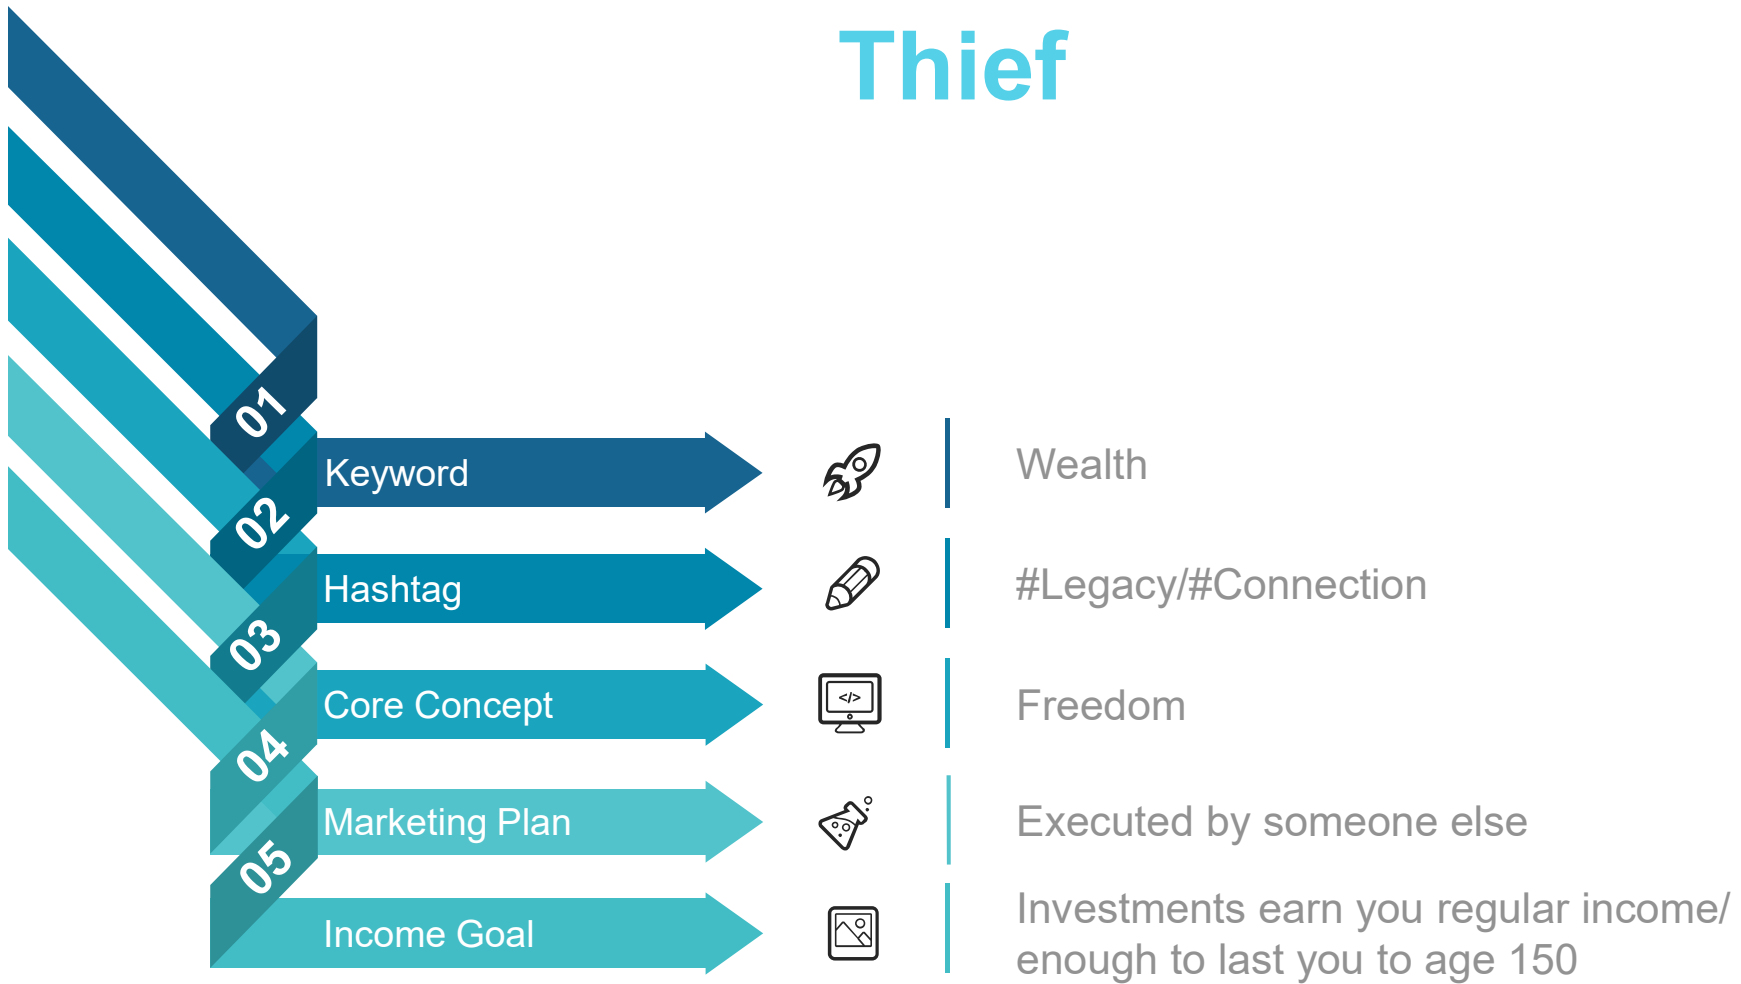 Thief
01
Keyword
Wealth
02
Hashtag
#Legacy/#Connection
03
Core Concept
</>
Freedom
04
Marketing Plan
Executed by someone else
05
Income Goal
Investments earn you regular income/
enough to last you to age 150